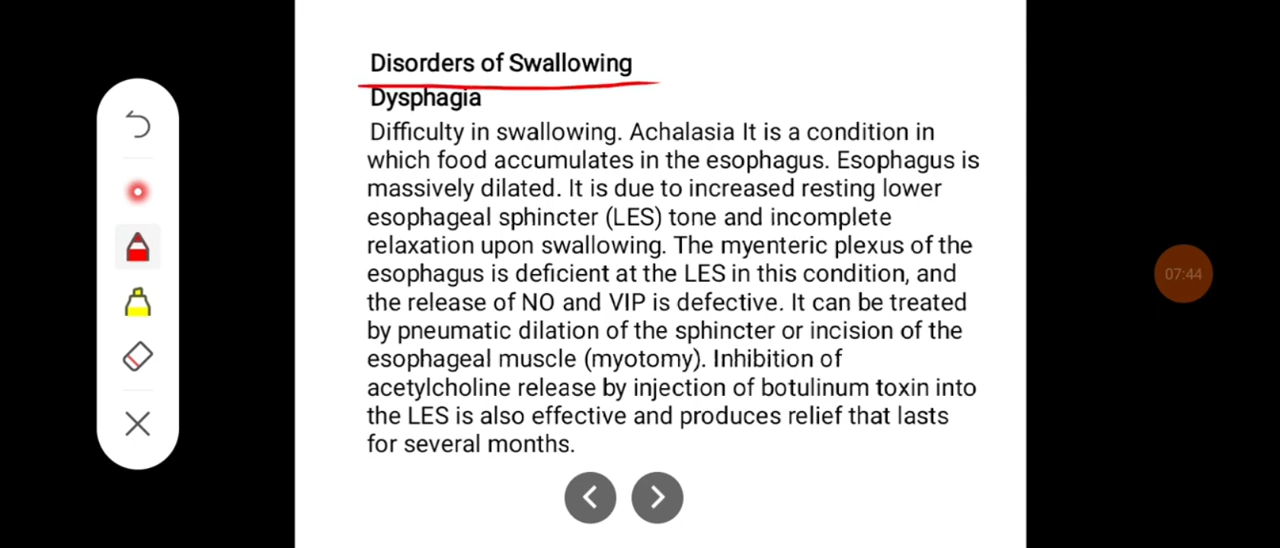 Disorders of Swallowing
Dysphagia
Difficulty in swallowing. Achalasia It is a condition in
which food accumulates in the esophagus. Esophagus is
massively dilated. It is due to increased resting lower
esophageal sphincter (LES) tone and incomplete
relaxation upon swallowing. The myenteric plexus of the
esophagus is deficient at the LES in this condition, and
the release of NO and VIP is defective. It can be treated
by pneumatic dilation of the sphincter or incision of the
esophageal muscle (myotomy). Inhibition of
acetylcholine release by injection of botulinum toxin into
the LES is also effective and produces relief that lasts
for several months.
07:44